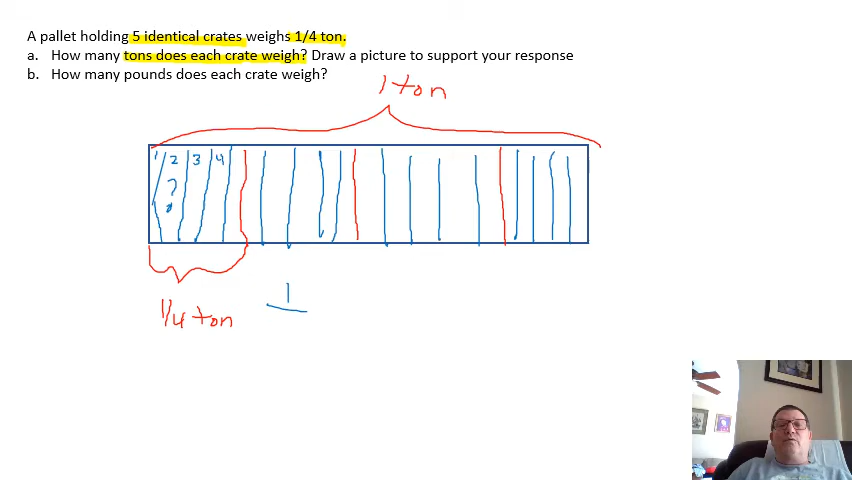 A pallet holding 5 identical crates weighs 1/4 ton.
a. How many tons does each crate weigh? Draw a picture to support your response
b. How many pounds does each crate weigh?
1 ton
1 2 3 4
?
1/4 ton
1